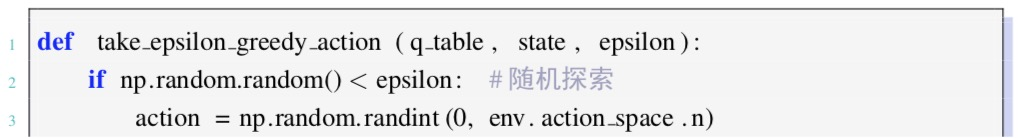 1 def take_epsilon_greedy_action ( q_table , state , epsilon ):
2 if np.random.random() < epsilon: # 随机探索
3 action = np.random.randint (0, env. action_space .n)